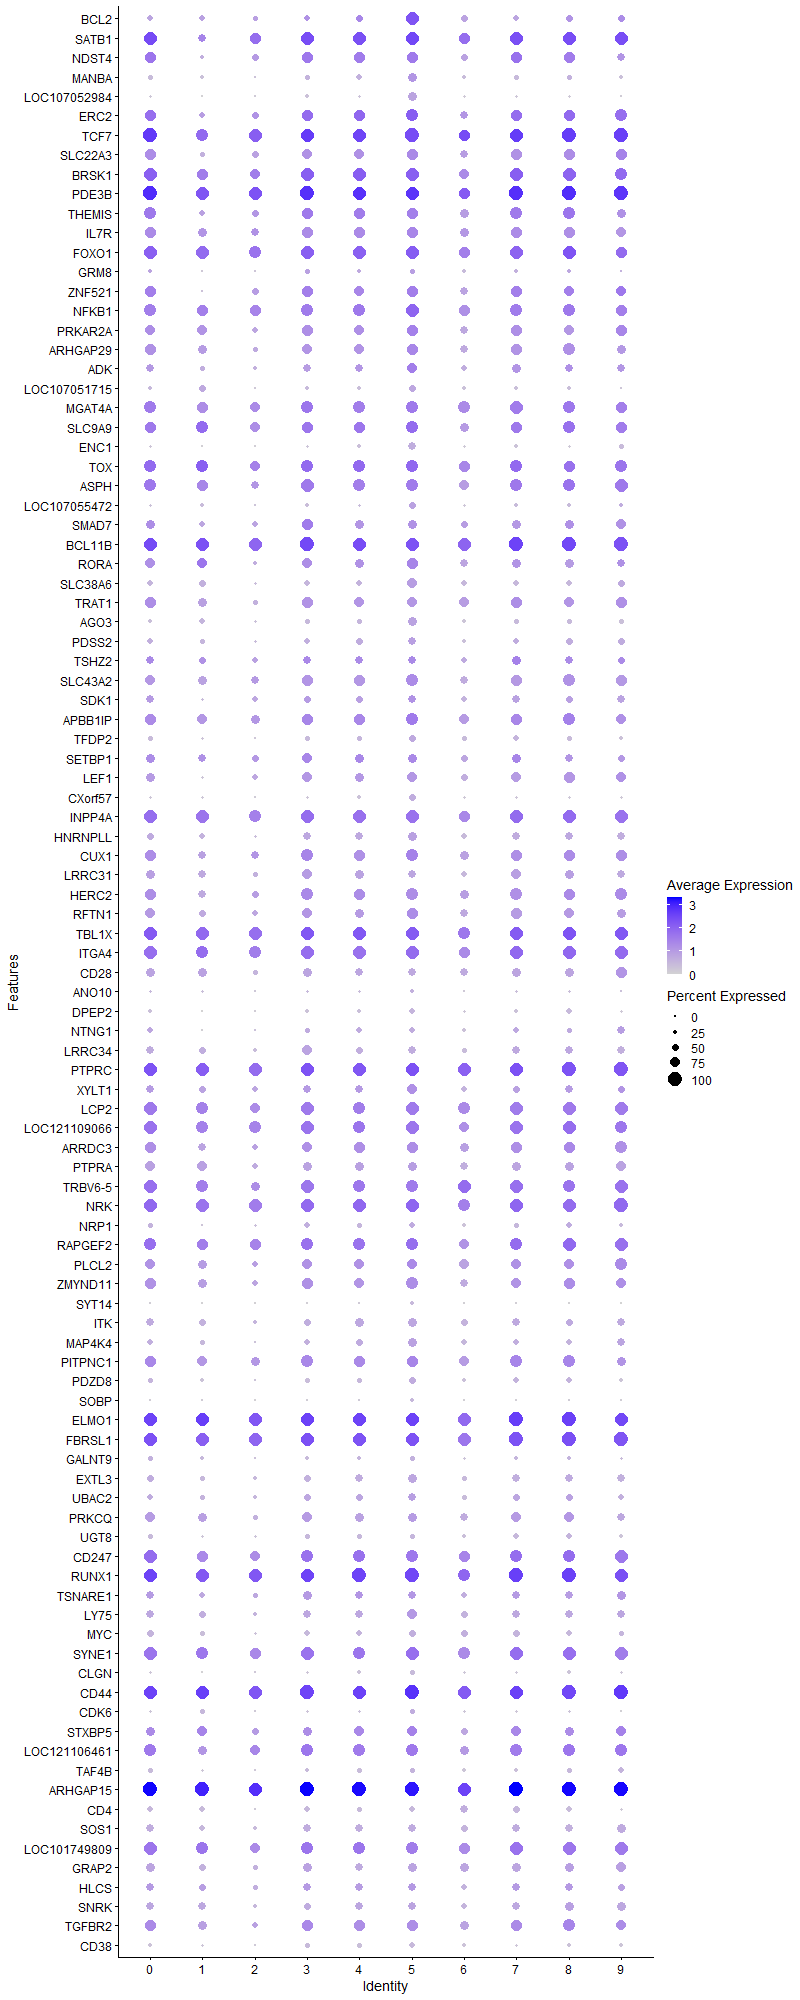 BCL2
SATB1
NDST4
MANBA
LOC107052984
ERC2
TCF7
SLC22A3
BRSK1
PDE3B
THEMIS
IL7R
FOXO1
GRM8
ZNF521
NFKB1
PRKAR2A
ARHGAP29
ADK
LOC107051715
MGAT4A
SLC9A9
ENC1
TOX
ASPH
LOC107055472
SMAD7
BCL11B
RORA
SLC38A6
TRAT1
AGO3
PDSS2
TSHZ2
SLC43A2
SDK1
APBB1IP
TFDP2
SETBP1
LEF1
CXorf57
INPP4A
HNRNPLL
CUX1
LRRC31
HERC2
RFTN1
TBL1X
ITGA4
CD28
ANO10
DPEP2
NTNG1
LRRC34
PTPRC
XYLT1
LCP2
LOC121109066
ARRDC3
PTPRA
TRBV6-5
NRK
NRP1
RAPGEF2
PLCL2
ZMYND11
SYT14
ITK
MAP4K4
PITPNC1
PDZD8
SOBP
ELMO1
FBRSL1
GALNT9
EXTL3
UBAC2
PRKCQ
UGT8
CD247
RUNX1
TSNARE1
LY75
MYC
SYNE1
CLGN
CD44
CDK6
STXBP5
LOC121106461
TAF4B
ARHGAP15
CD4
SOS1
LOC101749809
GRAP2
HLCS
SNRK
TGFBR2
CD38
Features
0 1 2 3 4 5 6 7 8 9
Identity
Average Expression
3
2
1
0
Percent Expressed
0
25
50
75
100